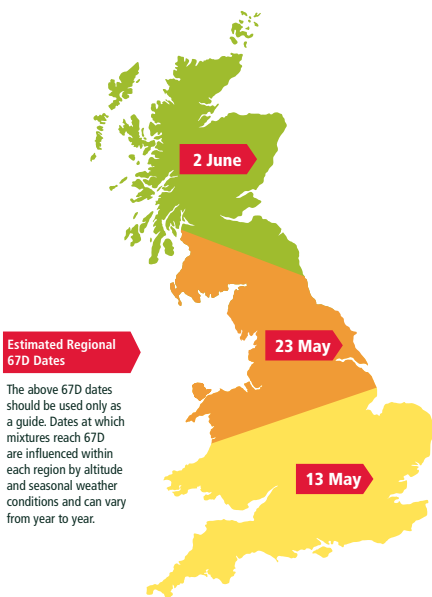 2 June
23 May
Estimated Regional
67D Dates
The above 67D dates
should be used only as
a guide. Dates at which
mixtures reach 67D
are influenced within
each region by altitude
and seasonal weather
conditions and can vary
from year to year.
13 May